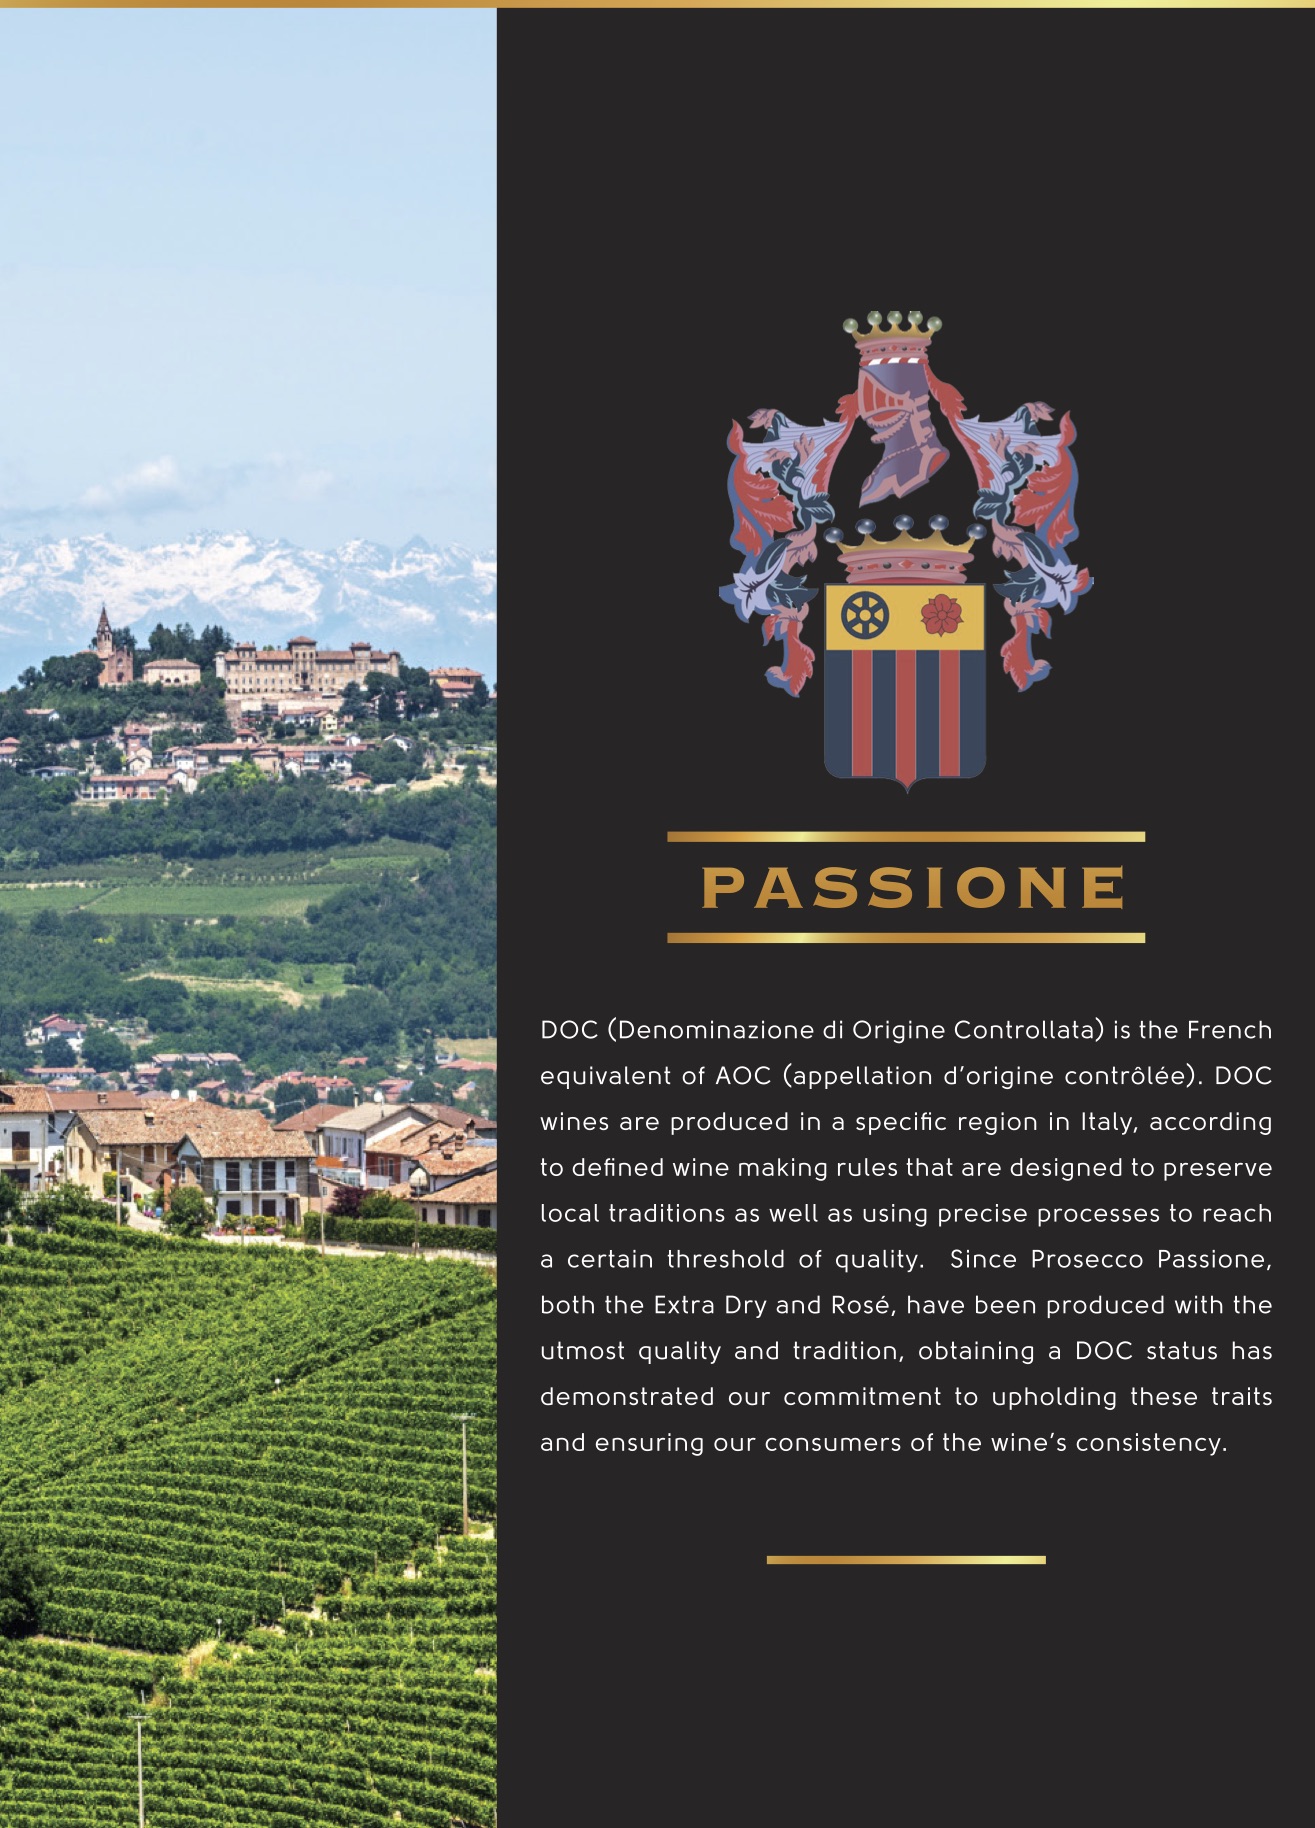 PASSIONE
DOC (Denominazione di Origine Controllata) is the French
equivalent of AOC (appellation d’origine contrôlée). DOC
wines are produced in a specific region in Italy, according
to defined wine making rules that are designed to preserve
local traditions as well as using precise processes to reach
a certain threshold of quality.  Since Prosecco Passione,
both the Extra Dry and Rosé, have been produced with the
utmost quality and tradition, obtaining a DOC status has
demonstrated our commitment to upholding these traits
and ensuring our consumers of the wine’s consistency.